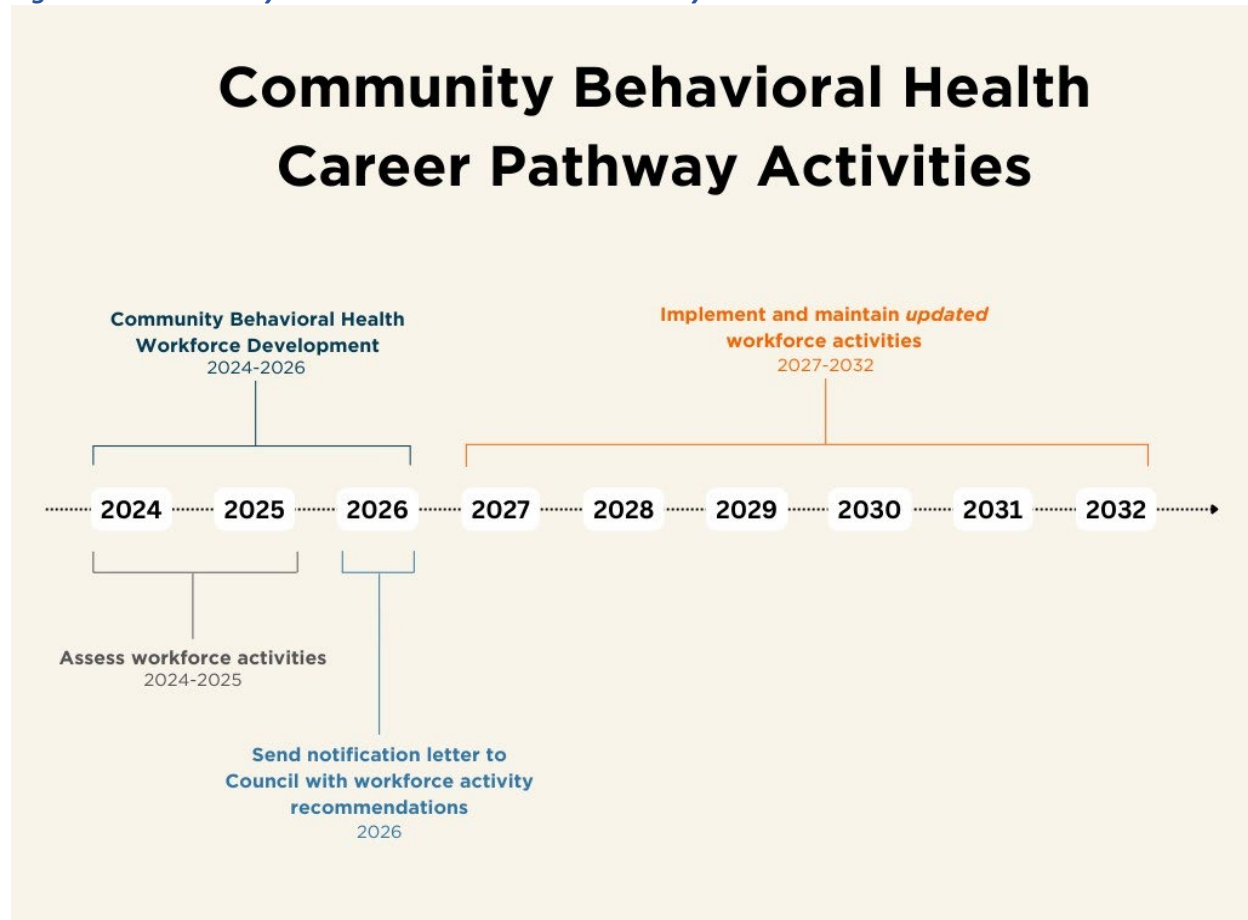 Community Behavioral Health
Career Pathway Activities
Community Behavioral Health
Workforce Development
2024-2026
Implement and maintain updated
workforce activities
2027-2032
2024
2025
2026
2027
2028
2029
2030
2031
2032
Assess workforce activities
2024-2025
Send notification letter to
Council with workforce activity
recommendations
2026